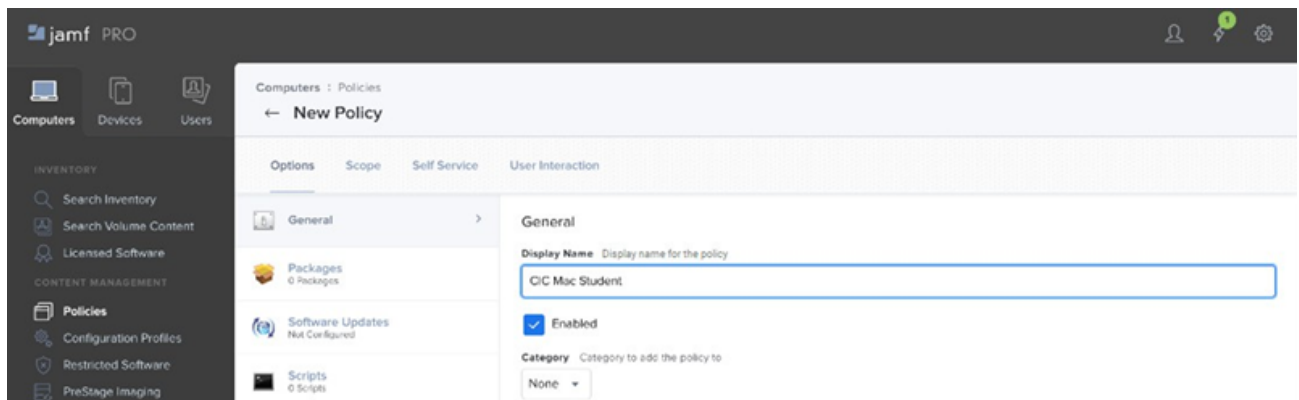 jamf PRO
1
Computers
Devices
Users
INVENTORY
Search Inventory
Search Volume Content
Licensed Software
CONTENT MANAGEMENT
Policies
Configuration Profiles
Restricted Software
PreStage Imaging
Computers : Policies
← New Policy
Options Scope Self Service User Interaction
General
Packages
0 Packages
Software Updates
Not Configured
Scripts
0 Scripts
General
Display Name Display name for the policy
CIC Mac Student
Enabled
Category Category to add the policy to
None